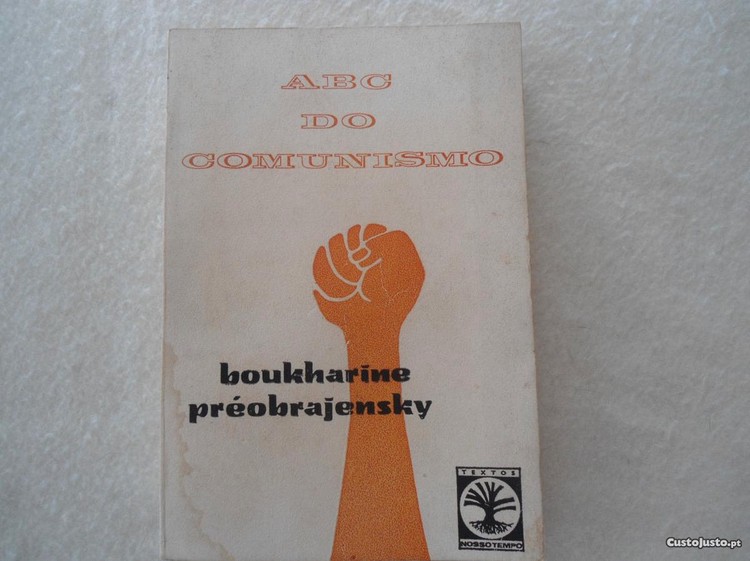 ABC
DO
COMUNISMO
boukharine
préobrajensky
TEXTOS
NOSSO TEMPO
CustoJusto.pt